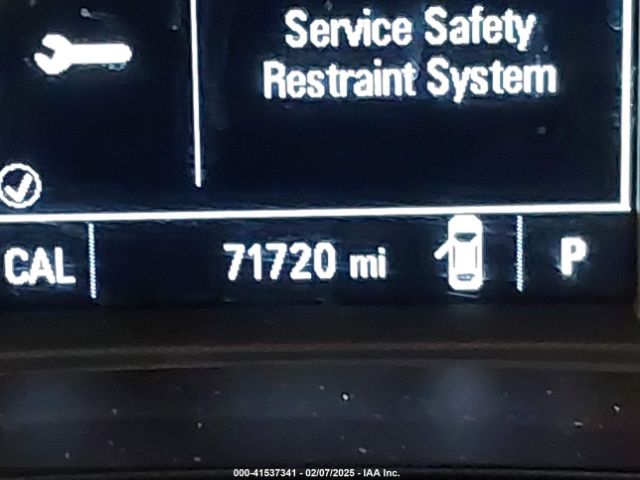 Service Safety
Restraint System
CAL
71720 mi
P
000-41537341 - 02/07/2025 - IAA Inc.